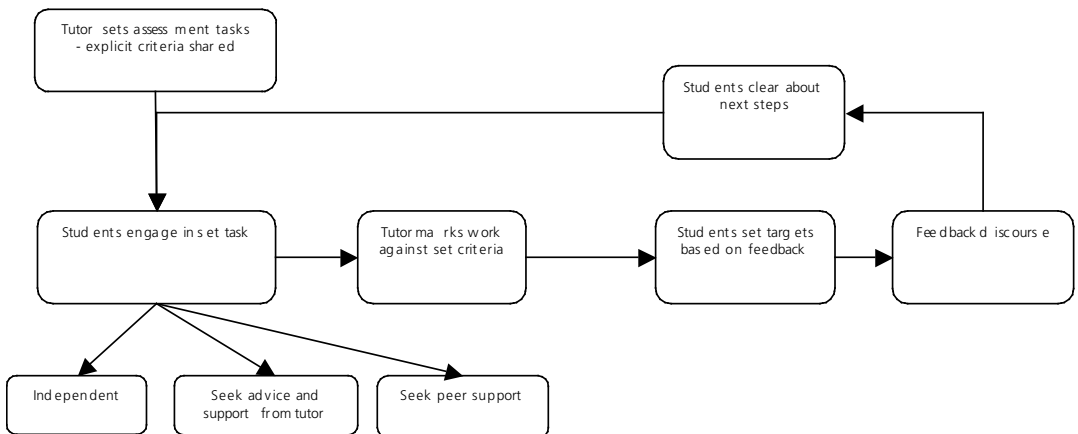 Tutor sets assessment tasks
- explicit criteria shared
Students clear about
next steps
Students engage in set task
Tutor marks work
against set criteria
Students set targets
based on feedback
Feedback discourse
Independent
Seek advice and
support from tutor
Seek peer support